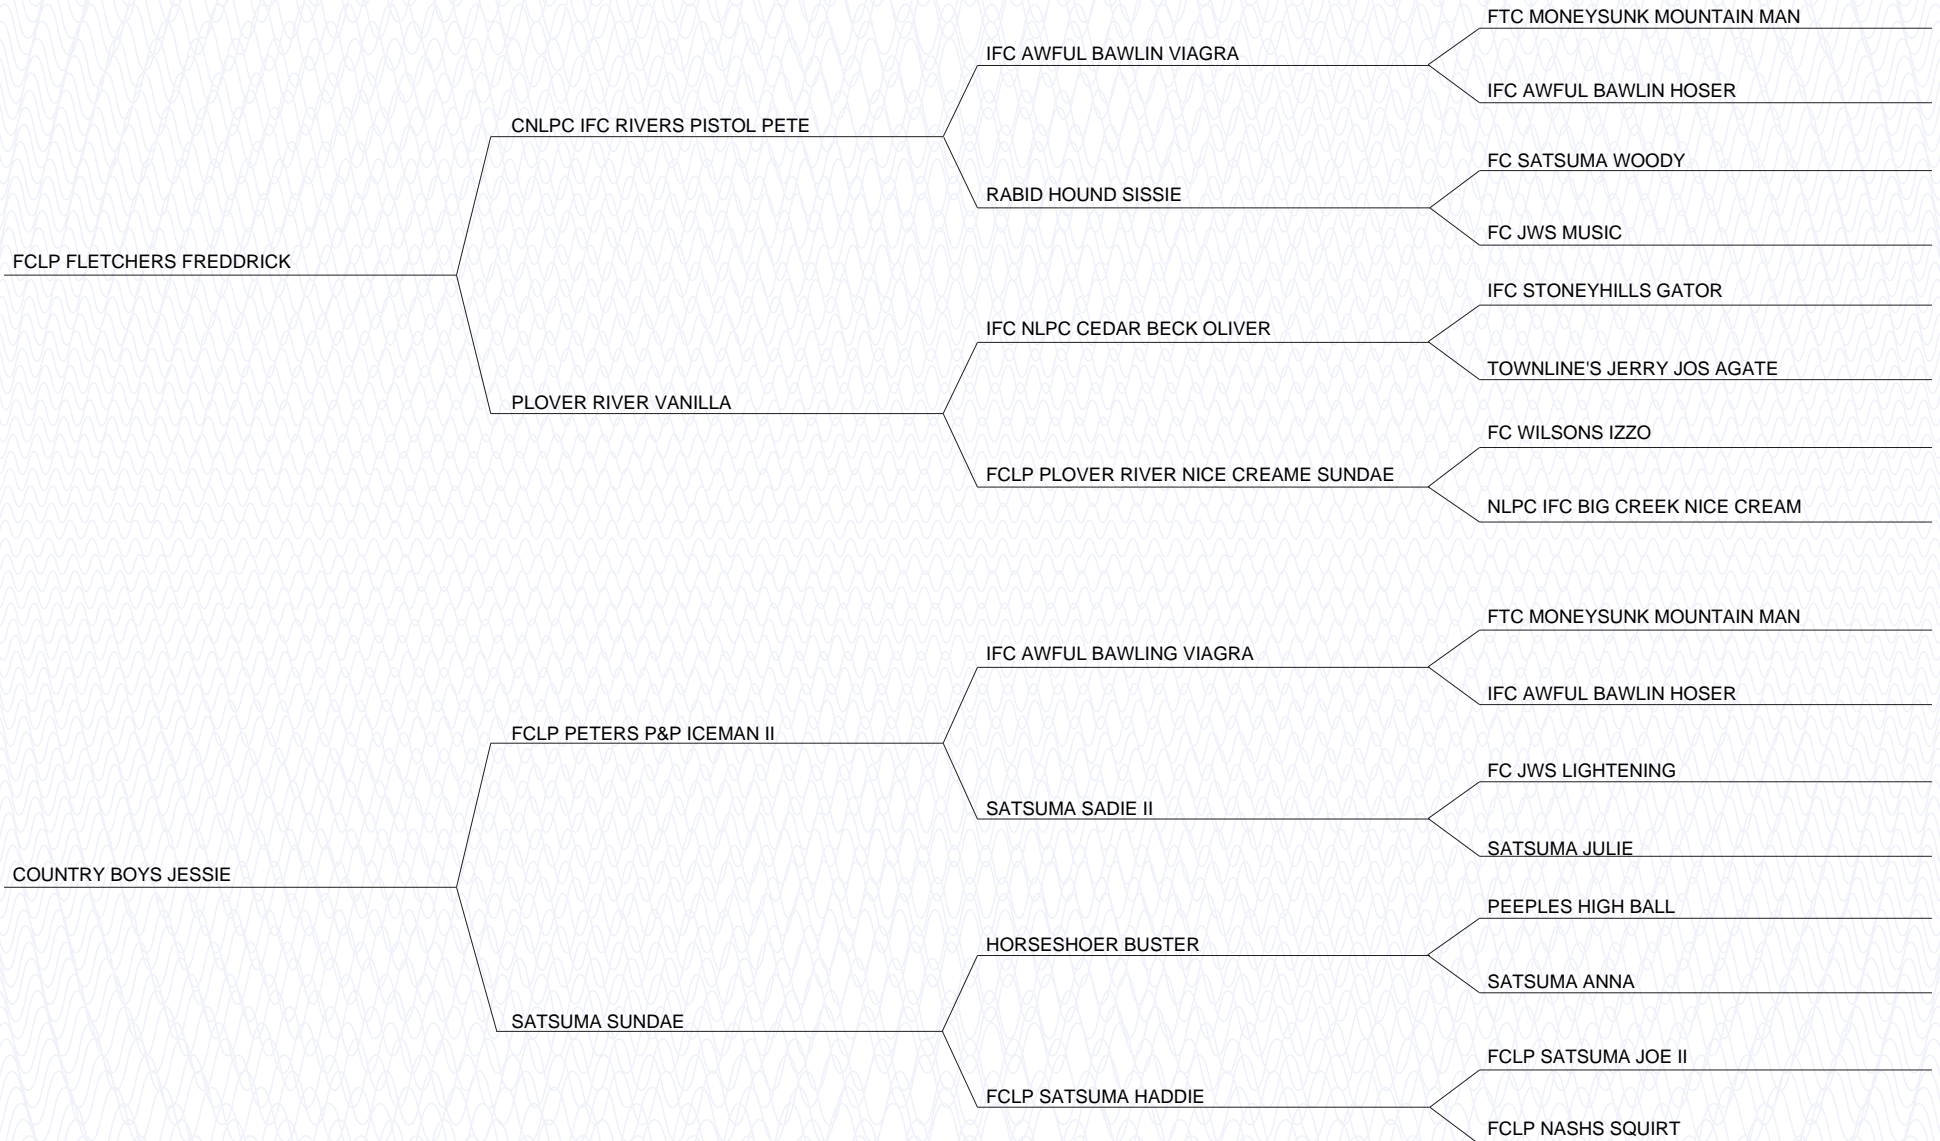 FTC MONEYSUNK MOUNTAIN MAN
IFC AWFUL BAWLIN VIAGRA
IFC AWFUL BAWLIN HOSER
CNLPC IFC RIVERS PISTOL PETE
FC SATSUMA WOODY
RABID HOUND SISSIE
FC JWS MUSIC
FCLP FLETCHERS FREDDRICK
IFC STONEYHILLS GATOR
IFC NLPC CEDAR BECK OLIVER
TOWNLINE'S JERRY JOS AGATE
PLOVER RIVER VANILLA
FC WILSONS IZZO
FCLP PLOVER RIVER NICE CREAME SUNDAE
NLPC IFC BIG CREEK NICE CREAM
FTC MONEYSUNK MOUNTAIN MAN
IFC AWFUL BAWLING VIAGRA
IFC AWFUL BAWLIN HOSER
FCLP PETERS P&P ICEMAN II
FC JWS LIGHTENING
SATSUMA SADIE II
SATSUMA JULIE
COUNTRY BOYS JESSIE
PEEPLES HIGH BALL
HORSESHOER BUSTER
SATSUMA ANNA
SATSUMA SUNDAE
FCLP SATSUMA JOE II
FCLP SATSUMA HADDIE
FCLP NASHS SQUIRT